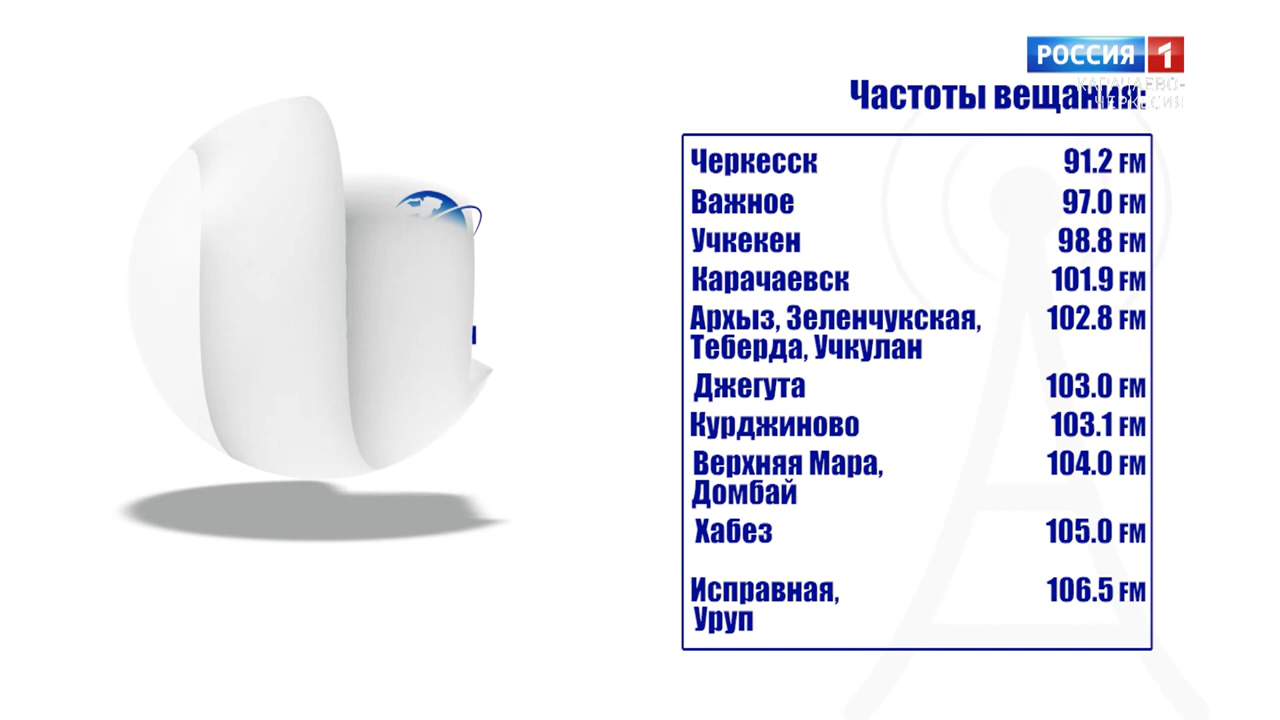 РОССИЯ 1
КАРАЧАЕВО-
ЧЕРКЕСИЯ
Частоты вещания:
Черкесск 91.2 FM
Важное 97.0 FM
Учкекен 98.8 FM
Карачаевск 101.9 FM
Архыз, Зеленчукская, 102.8 FM
Теберда, Учкулан
Джегута 103.0 FM
Курджиново 103.1 FM
Верхняя Мара, 104.0 FM
Домбай
Хабез 105.0 FM
Исправная, 106.5 FM
Уруп